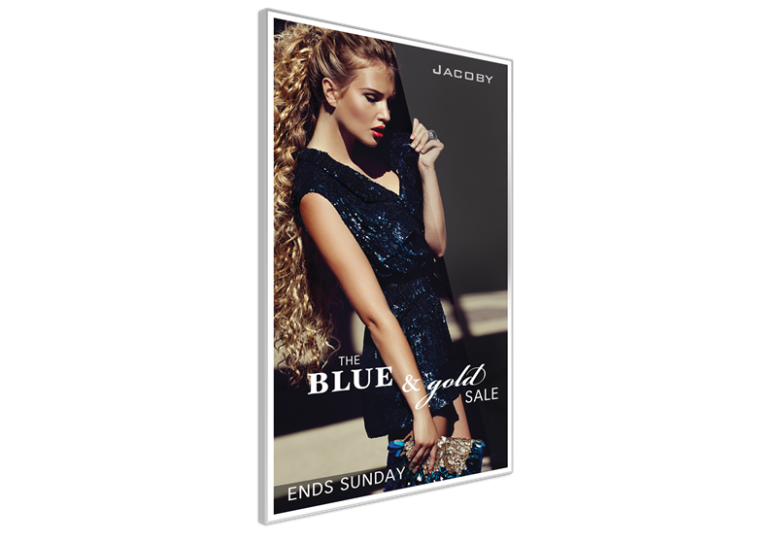 JACOBY
THE
BLUE & gold
SALE
ENDS SUNDAY